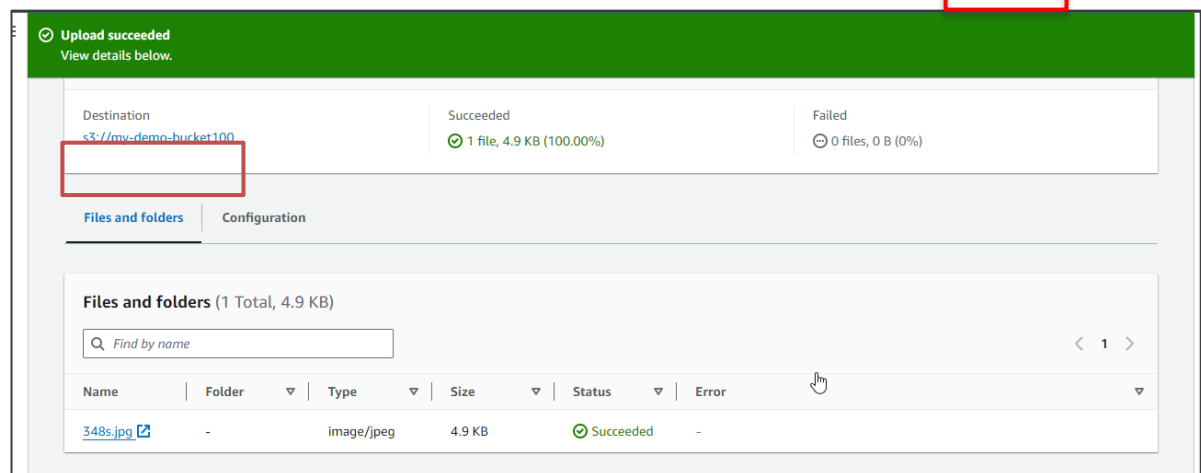 Upload succeeded
View details below.
Destination Succeeded Failed
s3://my-demo-bucket100 1 file, 4.9 KB (100.00%) 0 files, 0 B (0%)
Files and folders Configuration
Files and folders (1 Total, 4.9 KB)
Find by name 1
Name Folder Type Size Status Error
348s.jpg - image/jpeg 4.9 KB Succeeded -